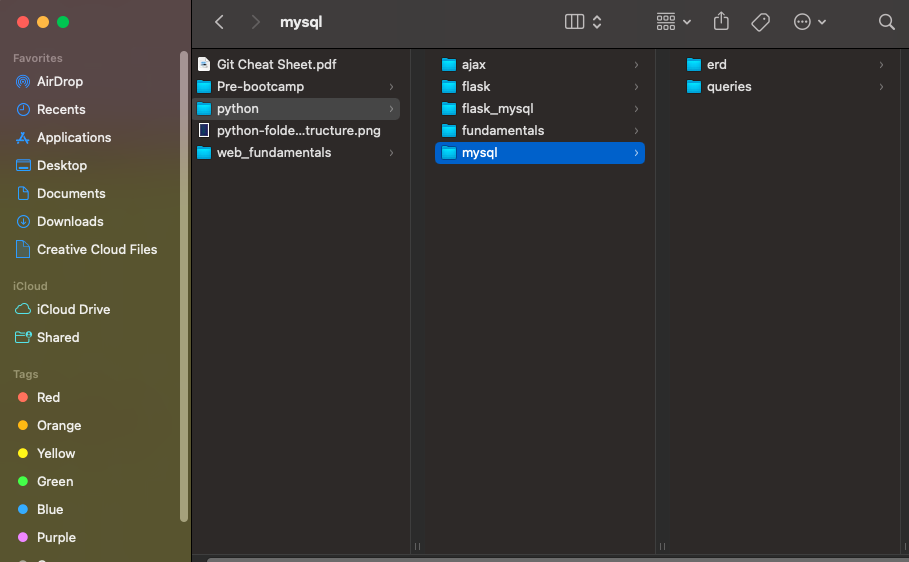 mysql
Favorites
AirDrop
Recents
Applications
Desktop
Documents
Downloads
Creative Cloud Files
iCloud
iCloud Drive
Shared
Tags
Red
Orange
Yellow
Green
Blue
Purple
Git Cheat Sheet.pdf
Pre-bootcamp
python
python-folde...tructure.png
web_fundamentals
ajax
flask
flask_mysql
fundamentals
mysql
erd
queries